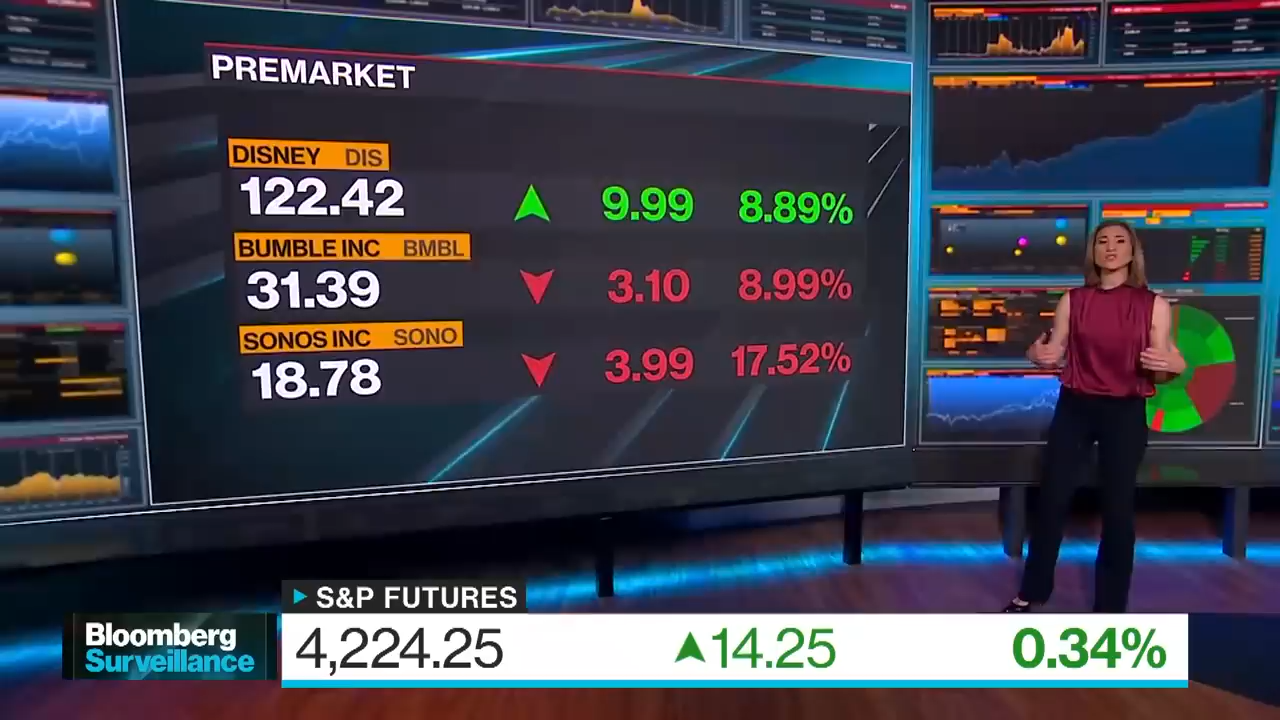 PREMARKET
DISNEY DIS
122.42 ▲ 9.99 8.89%
BUMBLE INC BMBL
31.39 ▼ 3.10 8.99%
SONOS INC SONO
18.78 ▼ 3.99 17.52%
▶ S&P FUTURES
Bloomberg
Surveillance
4,224.25 ▲14.25 0.34%